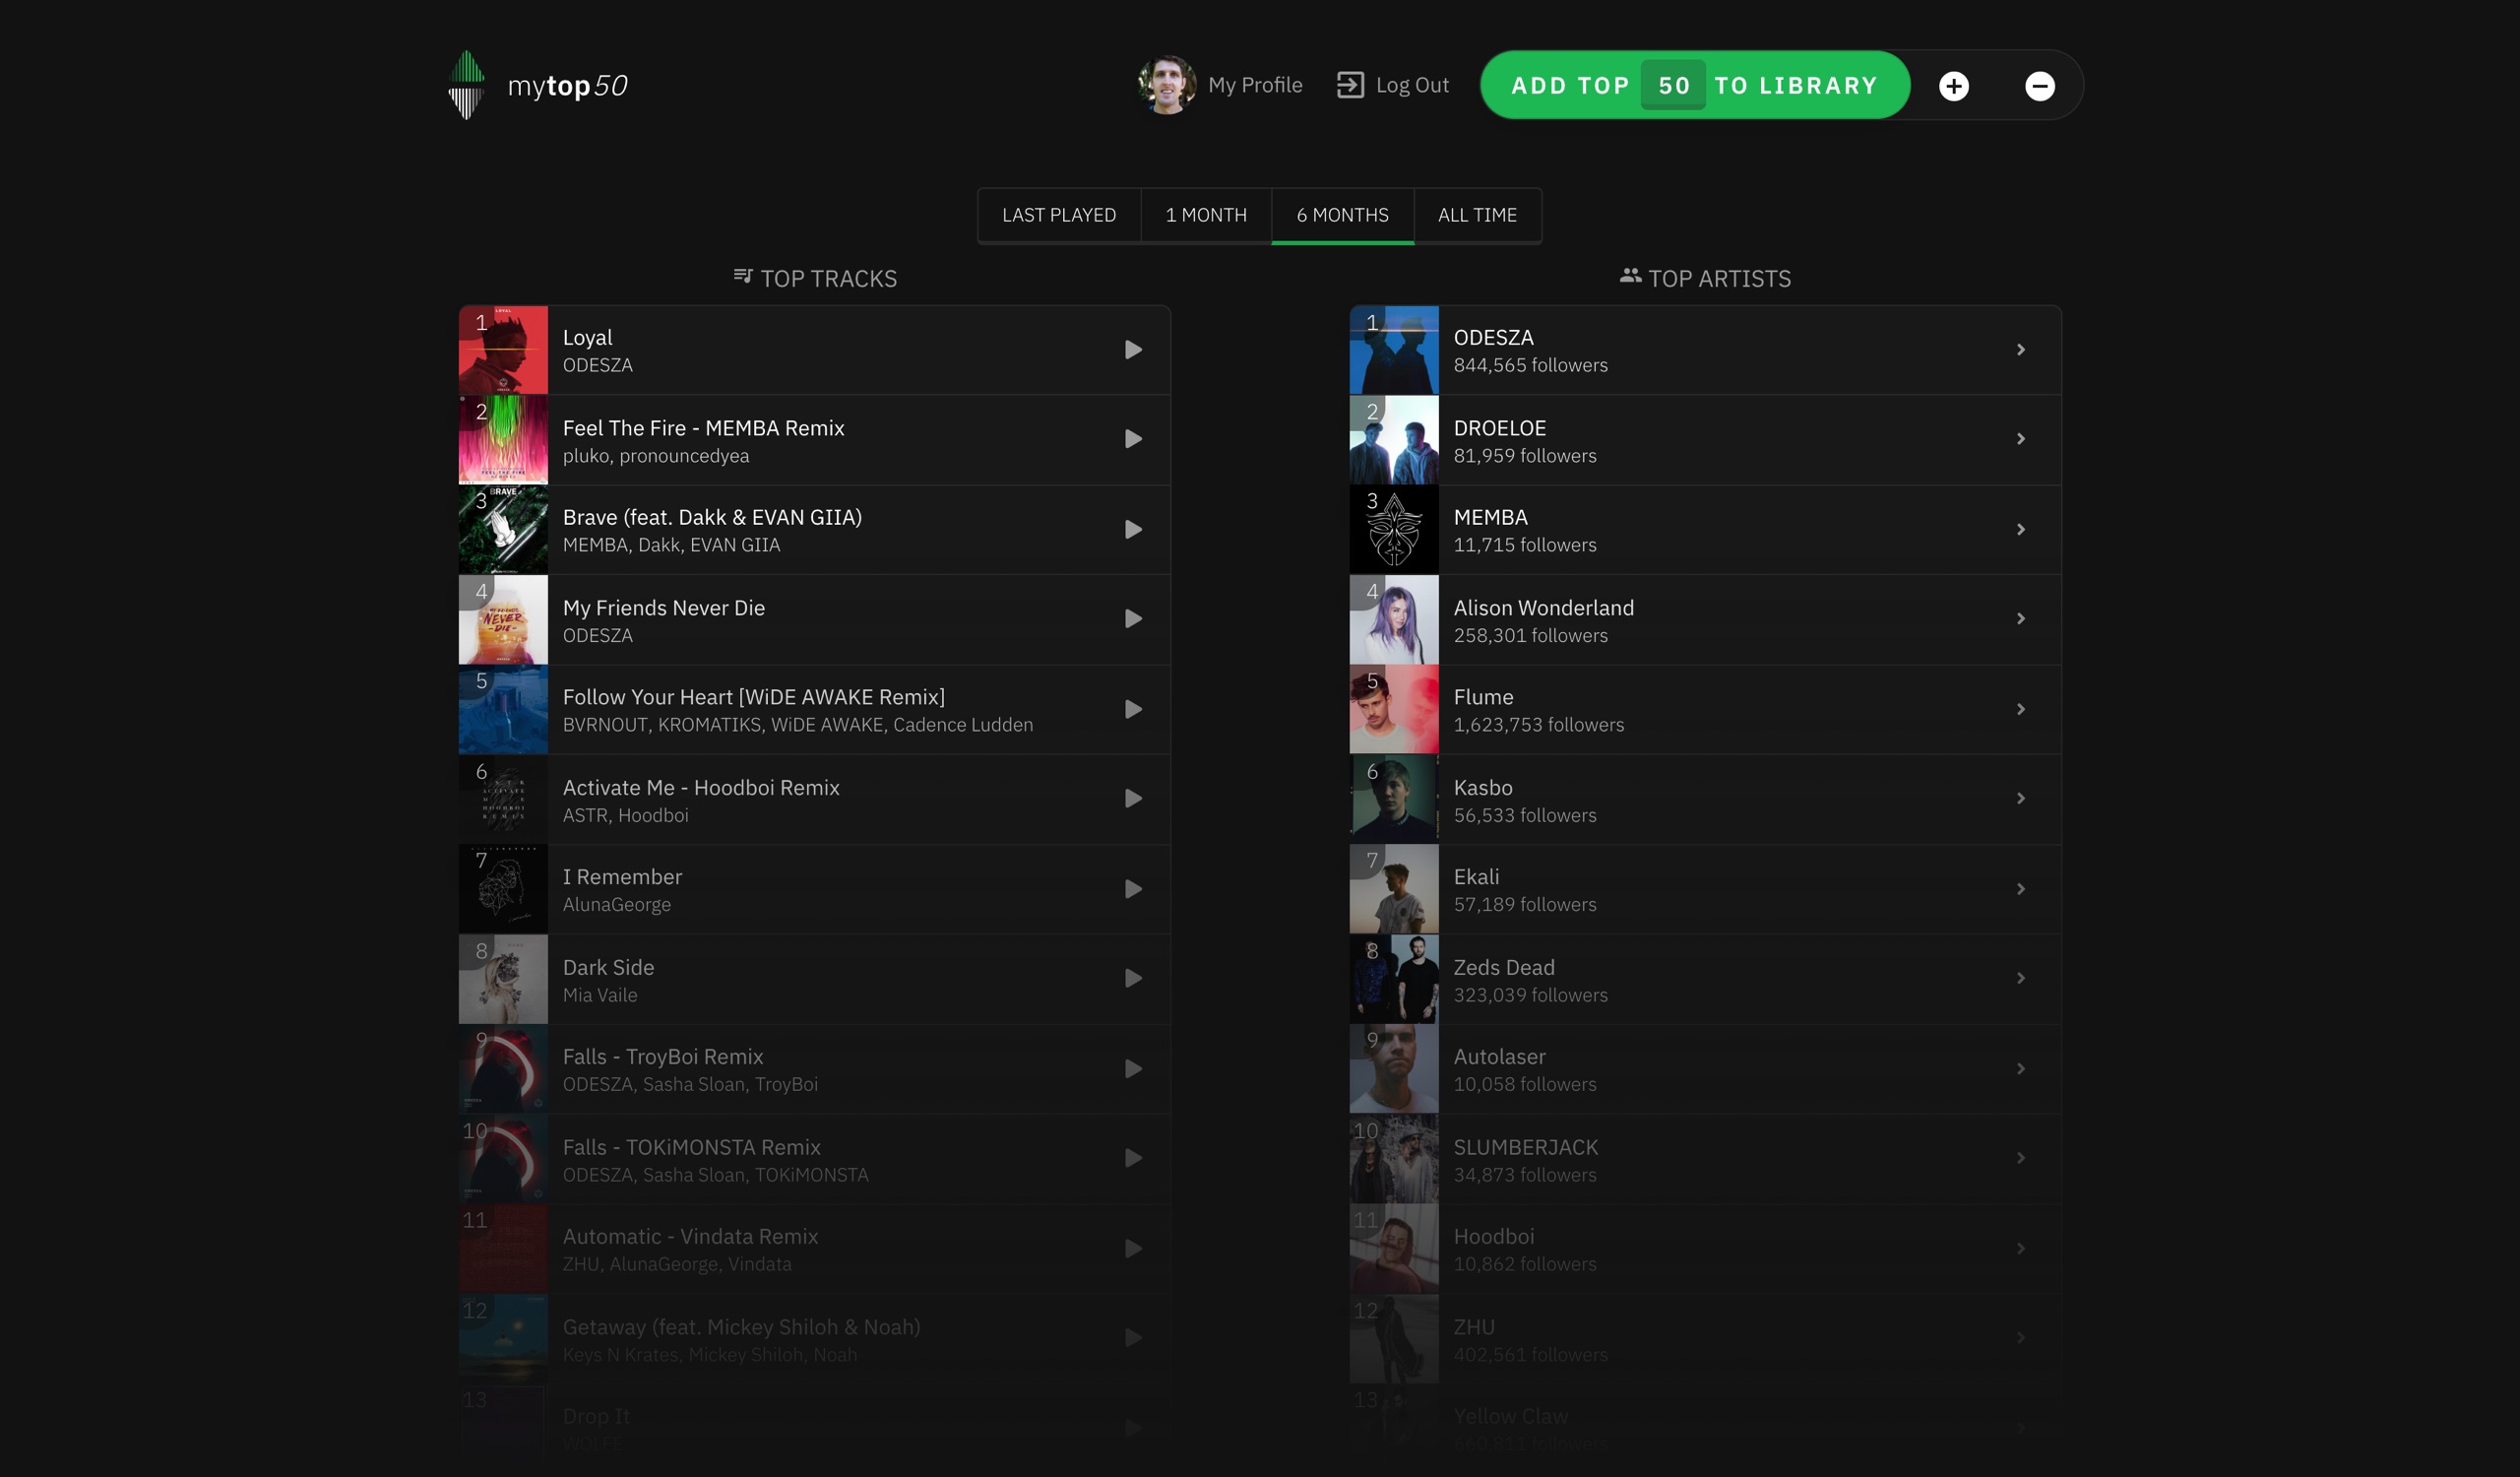 mytop50
My Profile
Log Out
ADD TOP 50 TO LIBRARY
LAST PLAYED
1 MONTH
6 MONTHS
ALL TIME
TOP TRACKS
1
Loyal
ODESZA
2
Feel The Fire - MEMBA Remix
pluko, pronouncedyea
3
BRAVE
Brave (feat. Dakk & EVAN GIIA)
MEMBA, Dakk, EVAN GIIA
4
MY FRIENDS
NEVER
-DIE-
My Friends Never Die
ODESZA
5
Follow Your Heart [WiDE AWAKE Remix]
BVRNOUT, KROMATIKS, WiDE AWAKE, Cadence Ludden
6
Activate Me - Hoodboi Remix
ASTR, Hoodboi
7
I Remember
AlunaGeorge
8
Dark Side
Mia Vaile
9
Falls - TroyBoi Remix
ODESZA, Sasha Sloan, TroyBoi
10
Falls - TOKiMONSTA Remix
ODESZA, Sasha Sloan, TOKiMONSTA
11
Automatic - Vindata Remix
ZHU, AlunaGeorge, Vindata
12
Getaway (feat. Mickey Shiloh & Noah)
Keys N Krates, Mickey Shiloh, Noah
13
Drop It
WOLFE
TOP ARTISTS
1
ODESZA
844,565 followers
2
DROELOE
81,959 followers
3
MEMBA
11,715 followers
4
Alison Wonderland
258,301 followers
5
Flume
1,623,753 followers
6
Kasbo
56,533 followers
7
Ekali
57,189 followers
8
Zeds Dead
323,039 followers
9
Autolaser
10,058 followers
10
SLUMBERJACK
34,873 followers
11
Hoodboi
10,862 followers
12
ZHU
402,561 followers
13
Yellow Claw
660,811 followers